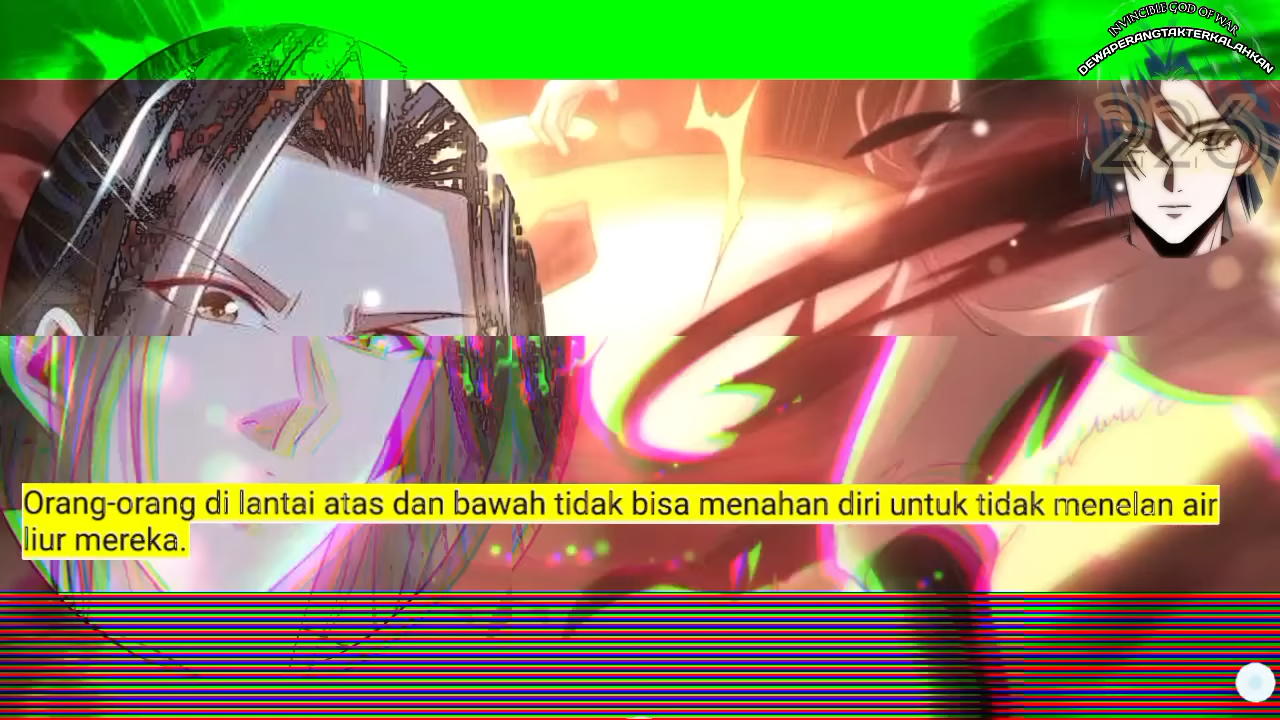 INVINCIBLE GOD OF WAR
DEWAPERANGTAKTERKALAHKAN
226
Orang-orang di lantai atas dan bawah tidak bisa menahan diri untuk tidak menelan air
liur mereka.